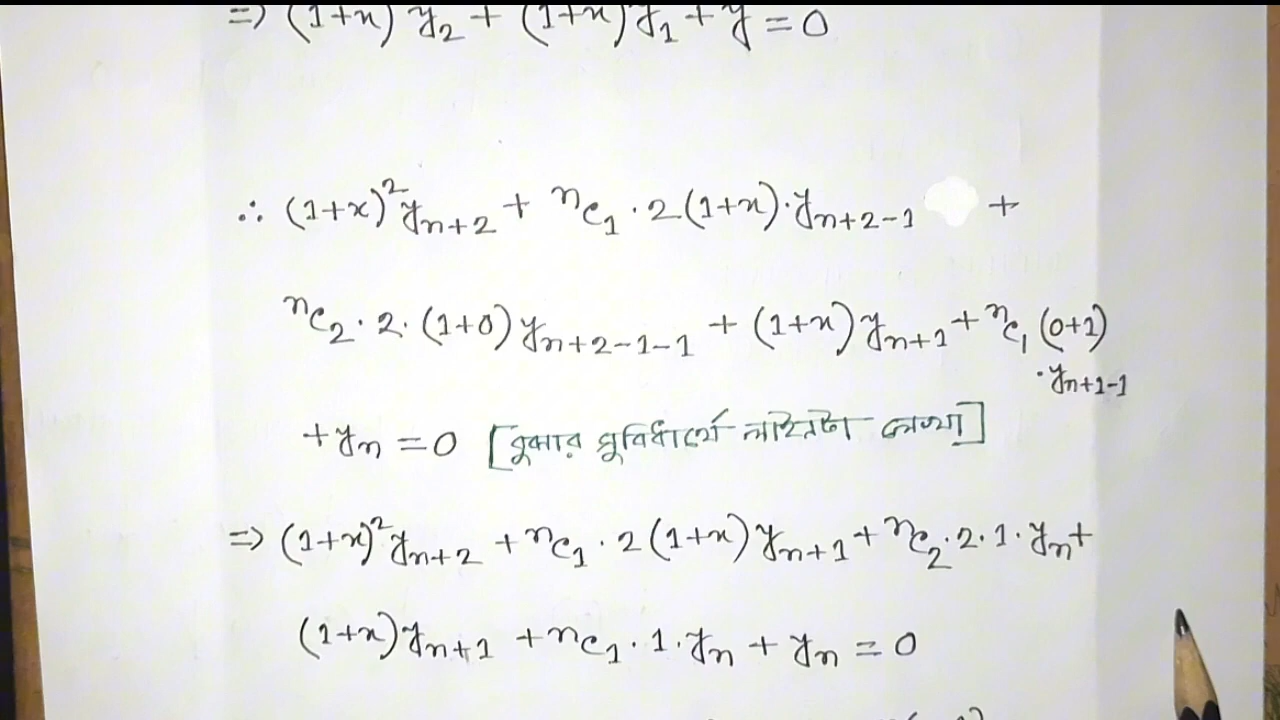 ⇒ (1+x) y₂ + (1+x) y₁ + y = 0
∴ (1+x)² yₙ₊₂ + ⁿc₁ · 2(1+x) · yₙ₊₂₋₁ +
ⁿc₂ · 2 · (1+0) yₙ₊₂₋₁₋₁ + (1+x) yₙ₊₁ + ⁿc₁ (0+1)
· yₙ₊₁₋₁
+ yₙ = 0 [বুঝার সুবিধার্থে লাইনটা লেখা]
⇒ (1+x)² yₙ₊₂ + ⁿc₁ · 2(1+x) yₙ₊₁ + ⁿc₂ · 2 · 1 · yₙ +
(1+x) yₙ₊₁ + ⁿc₁ · 1 · yₙ + yₙ = 0